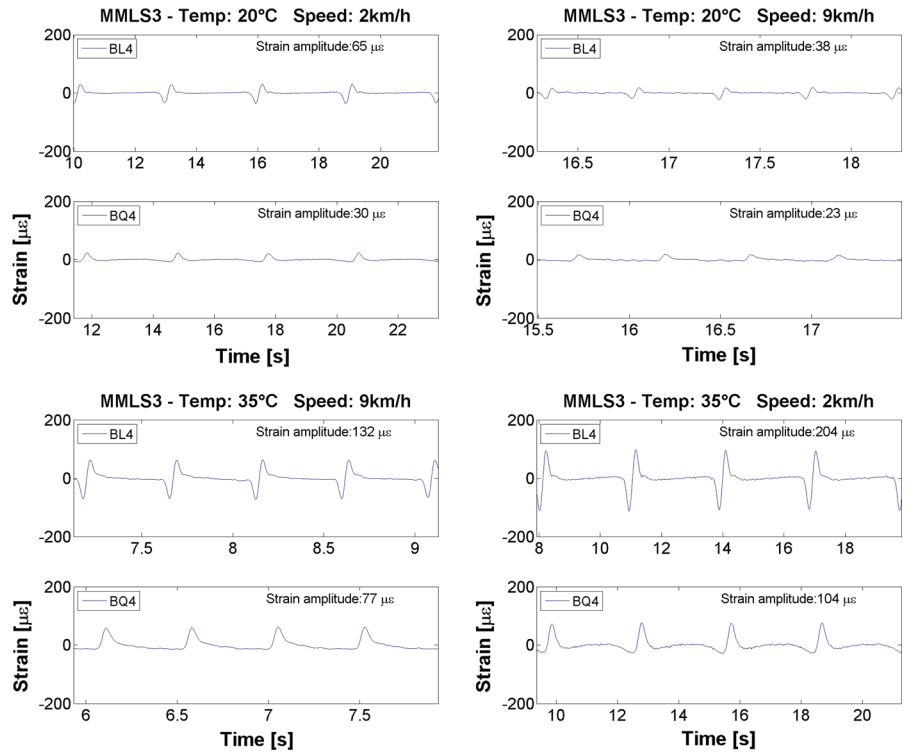 MMLS3 - Temp: 20ºC Speed: 2km/h
200
0
-200
BL4
Strain amplitude:65 με
10 12 14 16 18 20
200
0
-200
BQ4
Strain amplitude:30 με
12 14 16 18 20 22
Strain [με]
Time [s]
MMLS3 - Temp: 20ºC Speed: 9km/h
200
0
-200
BL4
Strain amplitude:38 με
16.5 17 17.5 18
200
0
-200
BQ4
Strain amplitude:23 με
15.5 16 16.5 17
Strain [με]
Time [s]
MMLS3 - Temp: 35ºC Speed: 9km/h
200
0
-200
BL4
Strain amplitude:132 με
7.5 8 8.5 9
200
0
-200
BQ4
Strain amplitude:77 με
6 6.5 7 7.5
Strain [με]
Time [s]
MMLS3 - Temp: 35ºC Speed: 2km/h
200
0
-200
BL4
Strain amplitude:204 με
8 10 12 14 16 18
200
0
-200
BQ4
Strain amplitude:104 με
10 12 14 16 18 20
Strain [με]
Time [s]